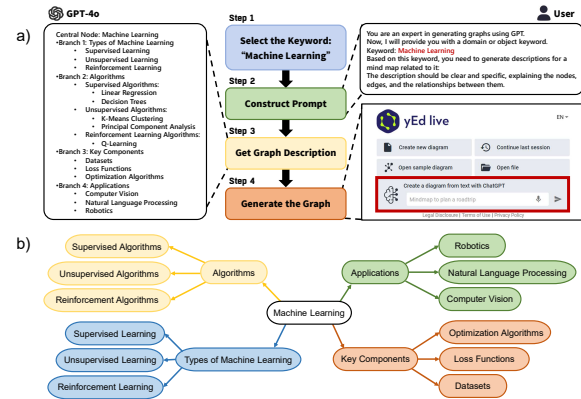 a)
GPT-4o
Central Node: Machine Learning
•Branch 1: Types of Machine Learning
• Supervised Learning
• Unsupervised Learning
• Reinforcement Learning
•Branch 2: Algorithms
• Supervised Algorithms:
• Linear Regression
• Decision Trees
• Unsupervised Algorithms:
• K-Means Clustering
• Principal Component Analysis
• Reinforcement Learning Algorithms:
• Q-Learning
•Branch 3: Key Components
• Datasets
• Loss Functions
• Optimization Algorithms
•Branch 4: Applications
• Computer Vision
• Natural Language Processing
• Robotics
Step 1
Select the Keyword:
"Machine Learning"
Step 2
Construct Prompt
Step 3
Get Graph Description
Step 4
Generate the Graph
User
You are an expert in generating graphs using GPT.
Now, I will provide you with a domain or object keyword.
Keyword: Machine Learning
Based on this keyword, you need to generate descriptions for a
mind map related to it:
The description should be clear and specific, explaining the nodes,
edges, and the relationships between them.
yEd live
EN
Create new diagram
Continue last session
Open sample diagram
Open file
Create a diagram from text with ChatGPT
Mindmap to plan a roadtrip
Legal Disclosure | Terms of Use | Privacy Policy
b)
Supervised Algorithms
Unsupervised Algorithms
Reinforcement Algorithms
Algorithms
Supervised Learning
Unsupervised Learning
Reinforcement Learning
Types of Machine Learning
Machine Learning
Applications
Robotics
Natural Language Processing
Computer Vision
Key Components
Optimization Algorithms
Loss Functions
Datasets